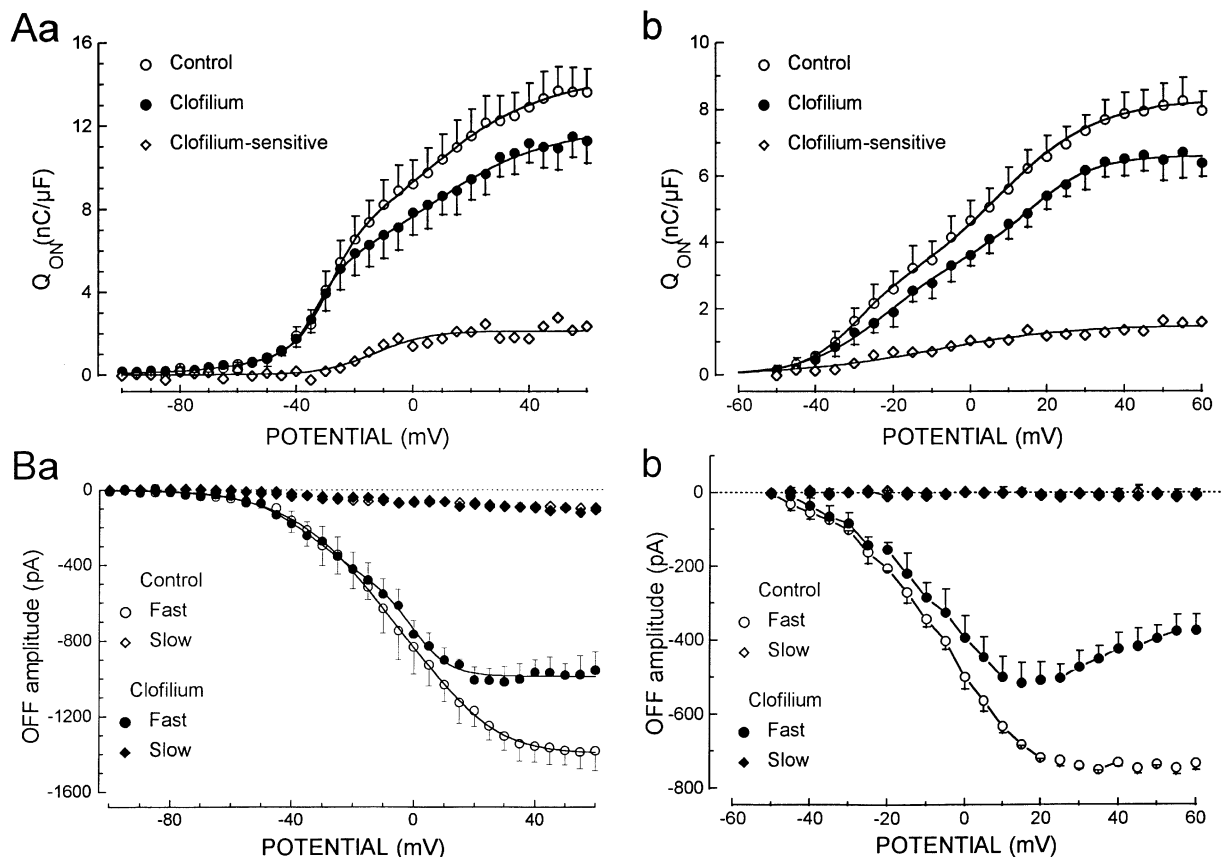 Aa
16
12
8
4
0
Q ON (nC/µF)
Control
Clofilium
Clofilium-sensitive
-80 -40 0 40
POTENTIAL (mV)
b
10
8
6
4
2
0
Q ON (nC/µF)
Control
Clofilium
Clofilium-sensitive
-60 -40 -20 0 20 40 60
POTENTIAL (mV)
Ba
0
-400
-800
-1200
-1600
OFF amplitude (pA)
Control
Fast
Slow
Clofilium
Fast
Slow
-80 -40 0 40
POTENTIAL (mV)
b
0
-200
-400
-600
-800
OFF amplitude (pA)
Control
Fast
Slow
Clofilium
Fast
Slow
-60 -40 -20 0 20 40 60
POTENTIAL (mV)